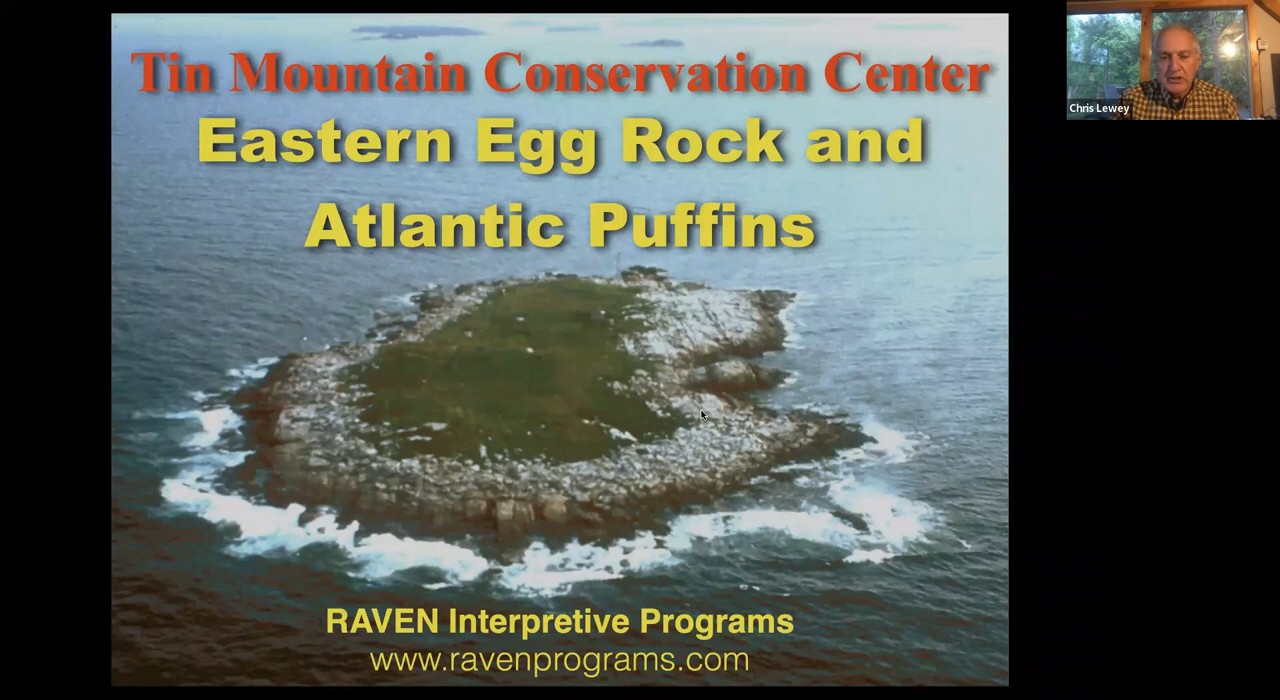 Tin Mountain Conservation Center
Eastern Egg Rock and
Atlantic Puffins
RAVEN Interpretive Programs
www.ravenprograms.com
Chris Lewey